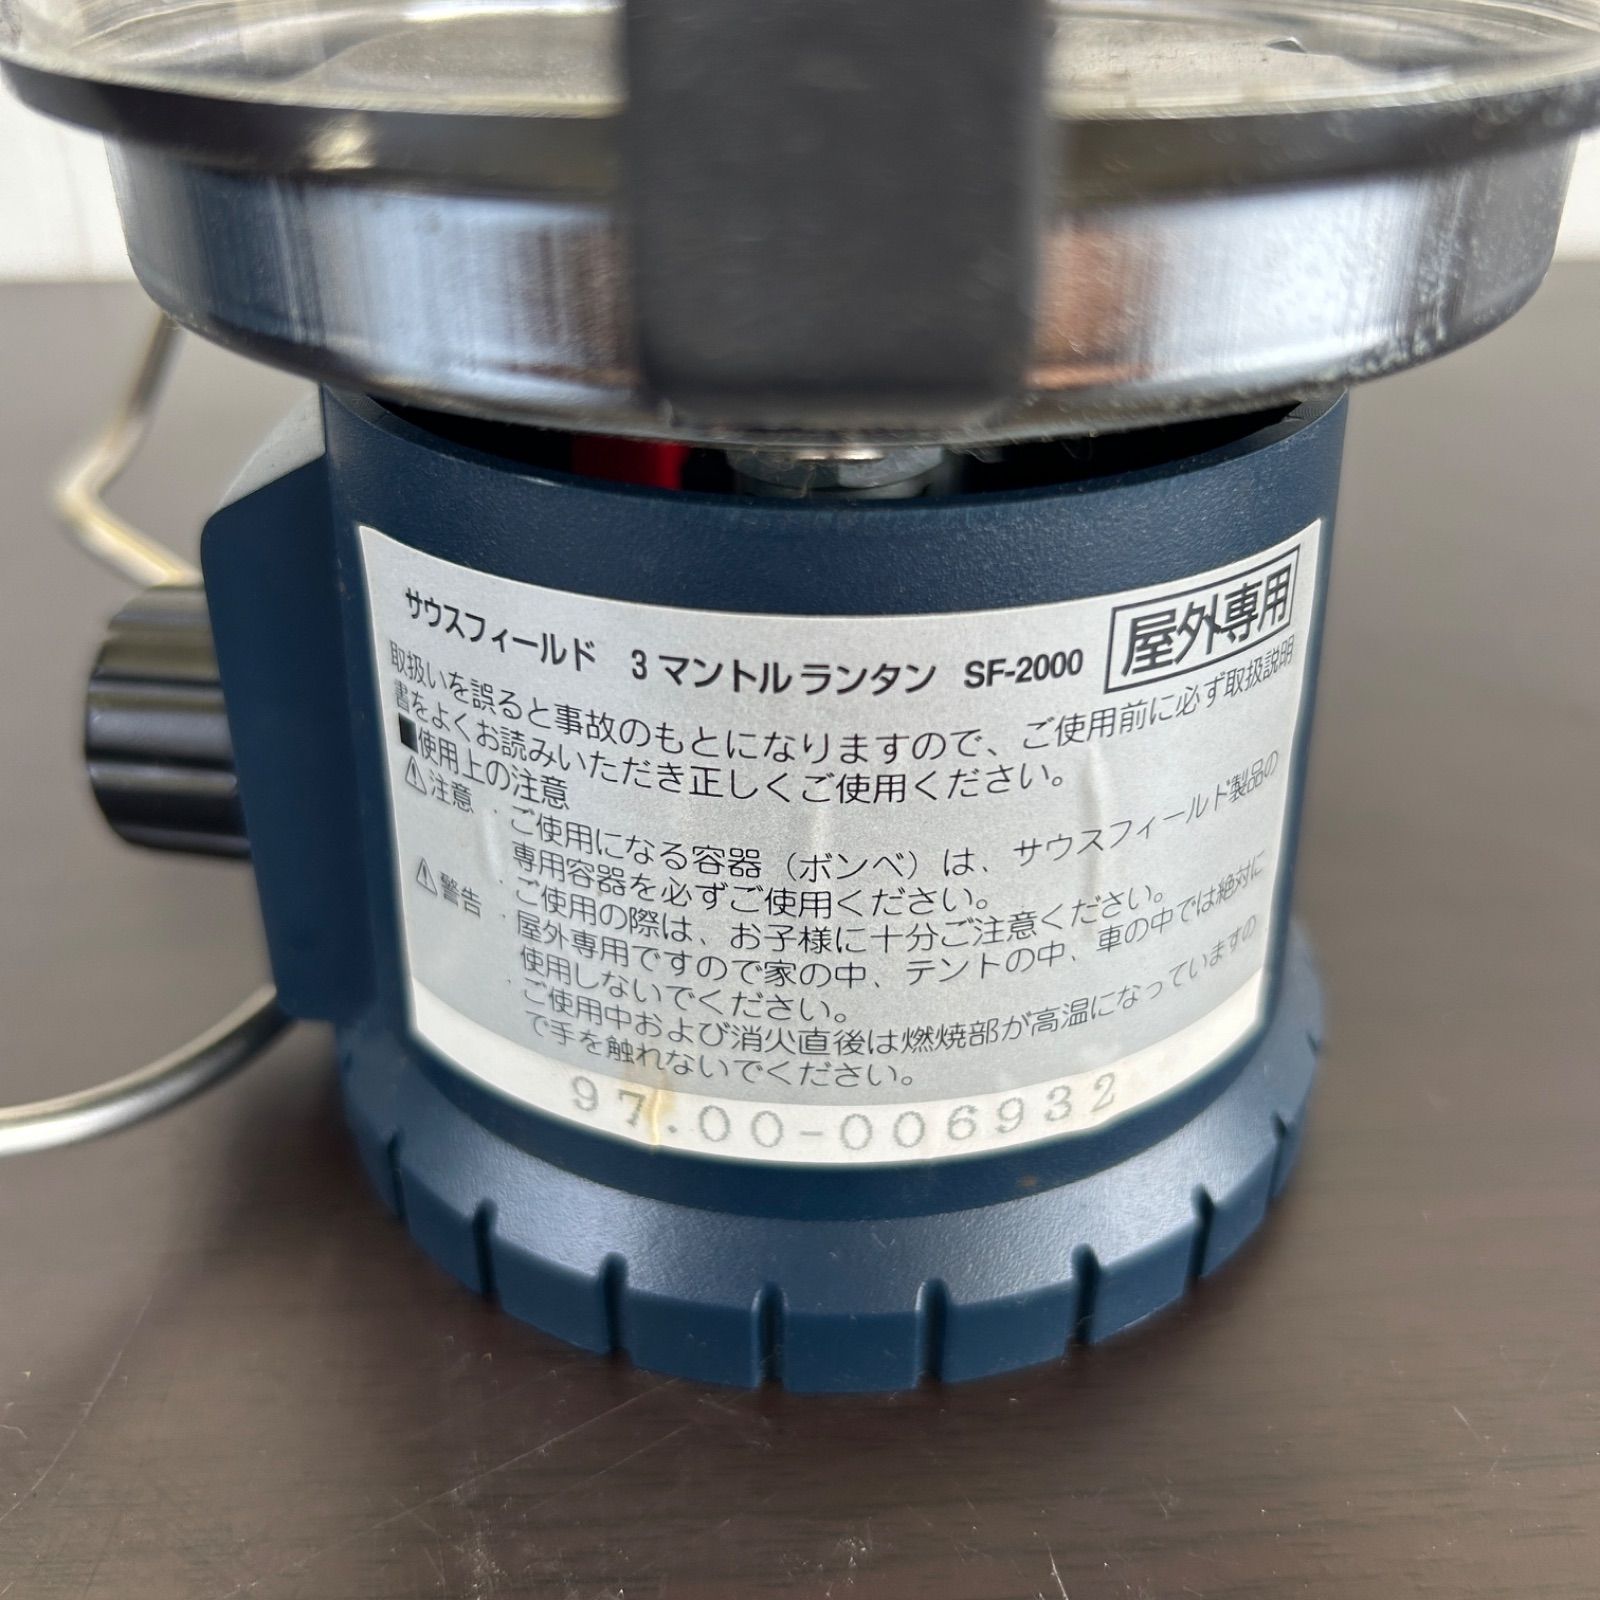 サウスフィールド 3マントルランタン SF-2000 屋外専用
取扱いを誤ると事故のもとになりますので、ご使用前に必ず取扱説明
書をよくお読みいただき正しくご使用ください。
■使用上の注意
⚠注意 ・ご使用になる容器（ボンベ）は、サウスフィールド製品の
専用容器を必ずご使用ください。
・ご使用の際は、お子様に十分ご注意ください。
⚠警告 ・屋外専用ですので家の中、テントの中、車の中では絶対に
使用しないでください。
・ご使用中および消火直後は燃焼部が高温になっていますの
で手を触れないでください。
97.00-006932